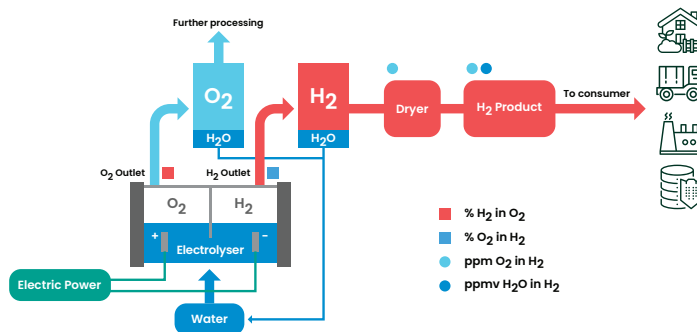 Further processing
O2
H2O
H2
H2O
Dryer
H2 Product
To consumer
O2 Outlet
H2 Outlet
O2
H2
+
−
Electrolyser
Electric Power
Water
% H2 in O2
% O2 in H2
ppm O2 in H2
ppmv H2O in H2